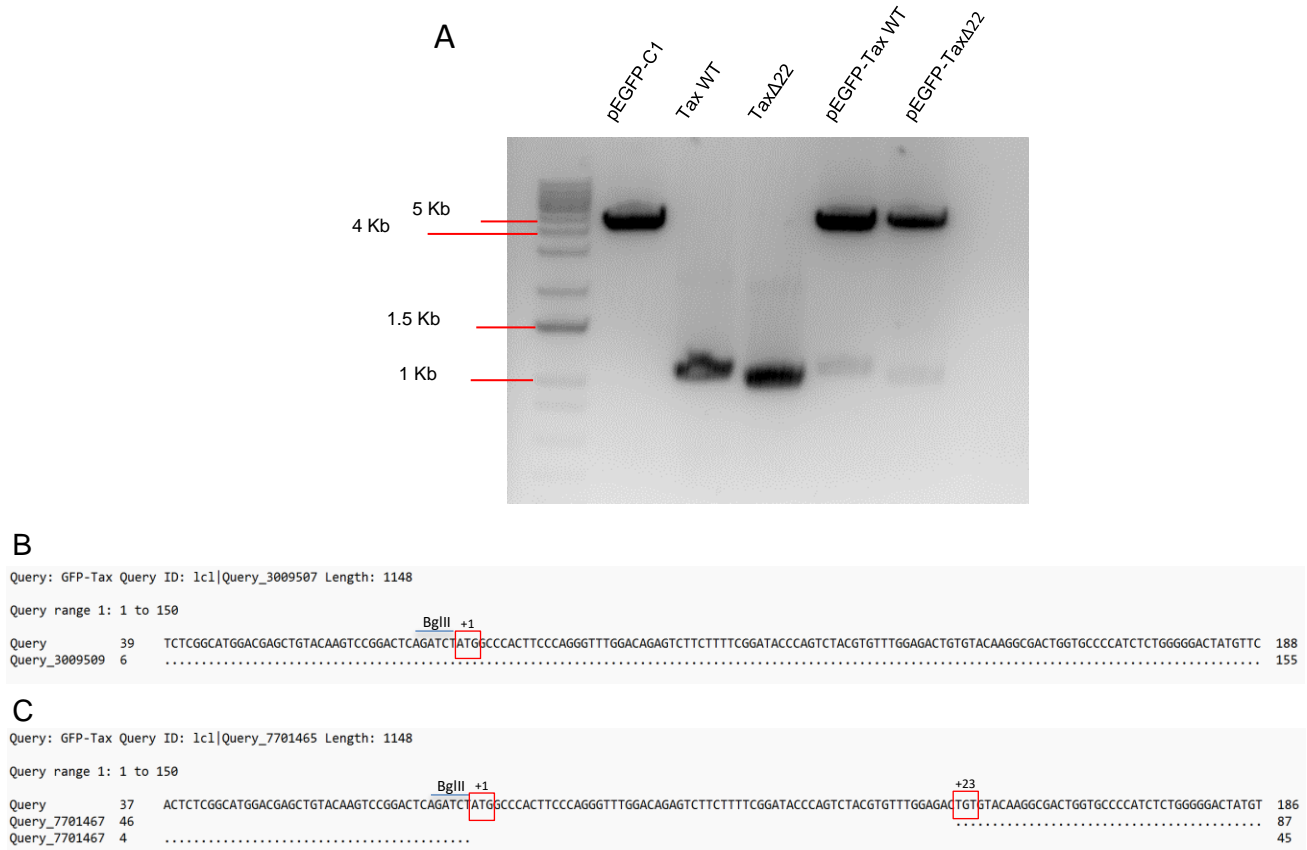 A
pEGFP-C1
Tax WT
TaxΔ22
pEGFP-Tax WT
pEGFP-TaxΔ22
5 Kb
4 Kb
1.5 Kb
1 Kb
B
Query: GFP-Tax Query ID: lcl|Query_3009507 Length: 1148
Query range 1: 1 to 150
BglII +1
Query 39 TCTCGGCATGGACGAGCTGTACAAGTCCGGACTCAGATCTATGGCCCACTTCCCAGGGTTTGGACAGAGTCTTCTTTTCGGATACCCAGTCTACGTGTTTGGAGACTGTGTACAAGGCGACTGGTGCCCCATCTCTGGGGGACTATGTTC 188
Query_3009509 6 ...................................................................................................................................................... 155
C
Query: GFP-Tax Query ID: lcl|Query_7701465 Length: 1148
Query range 1: 1 to 150
BglII +1 +23
Query 37 ACTCTCGGCATGGACGAGCTGTACAAGTCCGGACTCAGATCTATGGCCCACTTCCCAGGGTTTGGACAGAGTCTTCTTTTCGGATACCCAGTCTACGTGTTTGGAGACTGTGTACAAGGCGACTGGTGCCCCATCTCTGGGGGACTATGT 186
Query_7701467 46 .......................................... 87
Query_7701467 4 .......................................... 45